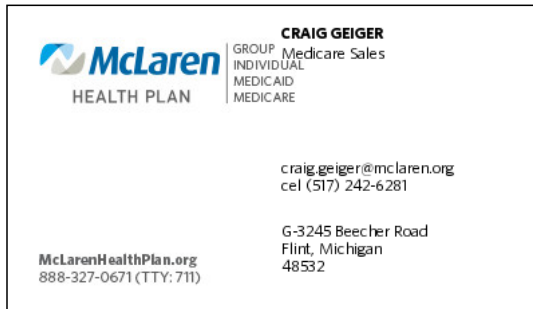 McLaren
HEALTH PLAN
GROUP
INDIVIDUAL
MEDICAID
MEDICARE
CRAIG GEIGER
Medicare Sales
craig.geiger@mclaren.org
cel (517) 242-6281
G-3245 Beecher Road
Flint, Michigan
48532
McLarenHealthPlan.org
888-327-0671 (TTY: 711)